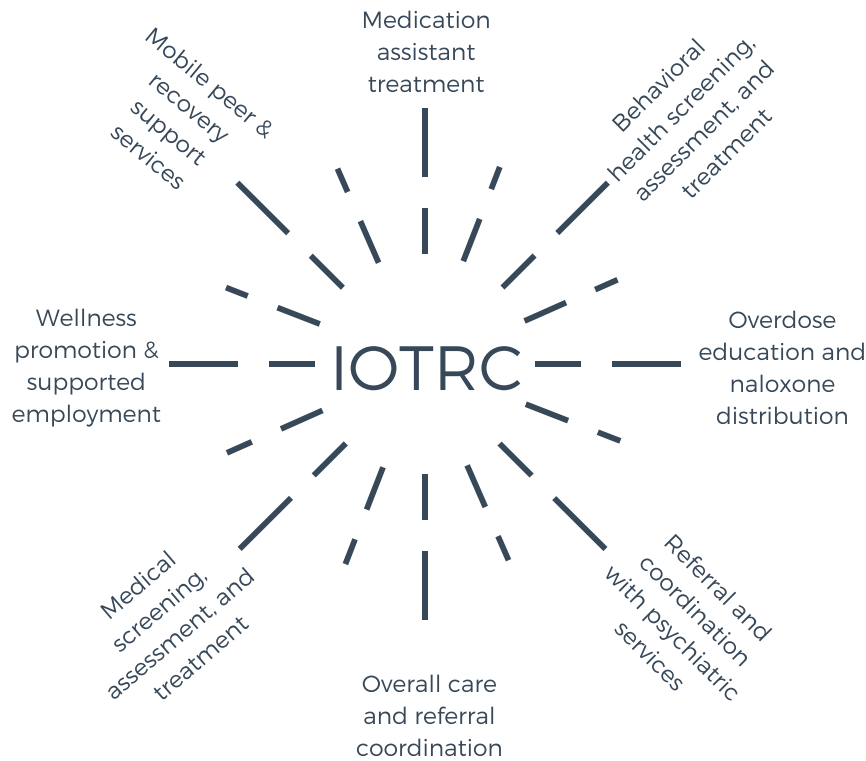 Medication
assistant
treatment
Behavioral
health screening,
assessment, and
treatment
Overdose
education and
naloxone
distribution
Referral and
coordination
with psychiatric
services
Overall care
and referral
coordination
Medical
screening,
assessment, and
treatment
Wellness
promotion &
supported
employment
Mobile peer &
recovery
support
services
IOTRC